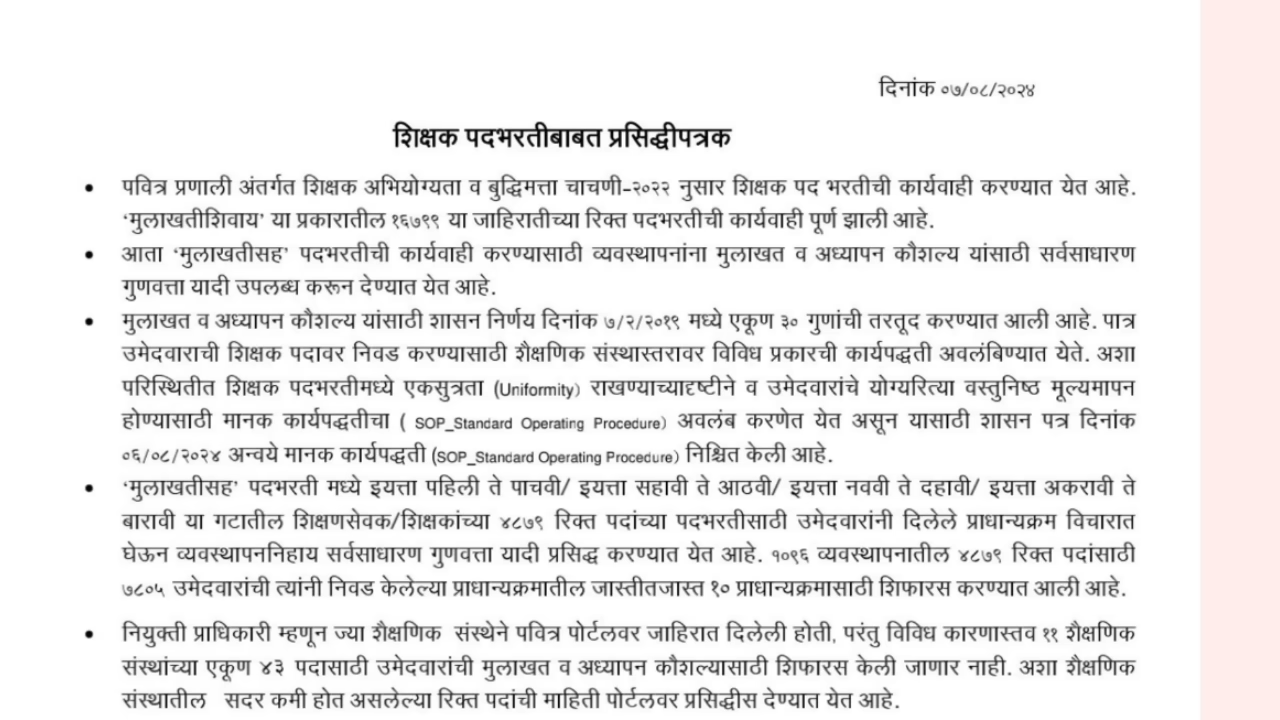 दिनांक ०७/०८/२०२४
शिक्षक पदभरतीबाबत प्रसिद्धीपत्रक
• पवित्र प्रणाली अंतर्गत शिक्षक अभियोग्यता व बुद्धिमत्ता चाचणी-२०२२ नुसार शिक्षक पद भरतीची कार्यवाही करण्यात येत आहे.
‘मुलाखतीशिवाय’ या प्रकारातील १६७९९ या जाहिरातीच्या रिक्त पदभरतीची कार्यवाही पूर्ण झाली आहे.
• आता ‘मुलाखतीसह’ पदभरतीची कार्यवाही करण्यासाठी व्यवस्थापनांना मुलाखत व अध्यापन कौशल्य यांसाठी सर्वसाधारण
गुणवत्ता यादी उपलब्ध करून देण्यात येत आहे.
• मुलाखत व अध्यापन कौशल्य यांसाठी शासन निर्णय दिनांक ७/२/२०१९ मध्ये एकूण ३० गुणांची तरतूद करण्यात आली आहे. पात्र
उमेदवाराची शिक्षक पदावर निवड करण्यासाठी शैक्षणिक संस्थास्तरावर विविध प्रकारची कार्यपद्धती अवलंबिण्यात येते. अशा
परिस्थितीत शिक्षक पदभरतीमध्ये एकसुत्रता (Uniformity) राखण्याच्यादृष्टीने व उमेदवारांचे योग्यरित्या वस्तुनिष्ठ मूल्यमापन
होण्यासाठी मानक कार्यपद्धतीचा ( SOP_Standard Operating Procedure) अवलंब करणेत येत असून यासाठी शासन पत्र दिनांक
०६/०८/२०२४ अन्वये मानक कार्यपद्धती (SOP_Standard Operating Procedure) निश्चित केली आहे.
• ‘मुलाखतीसह’ पदभरती मध्ये इयत्ता पहिली ते पाचवी/ इयत्ता सहावी ते आठवी/ इयत्ता नववी ते दहावी/ इयत्ता अकरावी ते
बारावी या गटातील शिक्षणसेवक/शिक्षकांच्या ४८७९ रिक्त पदांच्या पदभरतीसाठी उमेदवारांनी दिलेले प्राधान्यक्रम विचारात
घेऊन व्यवस्थापननिहाय सर्वसाधारण गुणवत्ता यादी प्रसिद्ध करण्यात येत आहे. १०९६ व्यवस्थापनातील ४८७९ रिक्त पदांसाठी
७८०५ उमेदवारांची त्यांनी निवड केलेल्या प्राधान्यक्रमातील जास्तीतजास्त १० प्राधान्यक्रमासाठी शिफारस करण्यात आली आहे.
• नियुक्ती प्राधिकारी म्हणून ज्या शैक्षणिक संस्थेने पवित्र पोर्टलवर जाहिरात दिलेली होती, परंतु विविध कारणास्तव ११ शैक्षणिक
संस्थांच्या एकूण ४३ पदासाठी उमेदवारांची मुलाखत व अध्यापन कौशल्यासाठी शिफारस केली जाणार नाही. अशा शैक्षणिक
संस्थातील सदर कमी होत असलेल्या रिक्त पदांची माहिती पोर्टलवर प्रसिद्धीस देण्यात येत आहे.